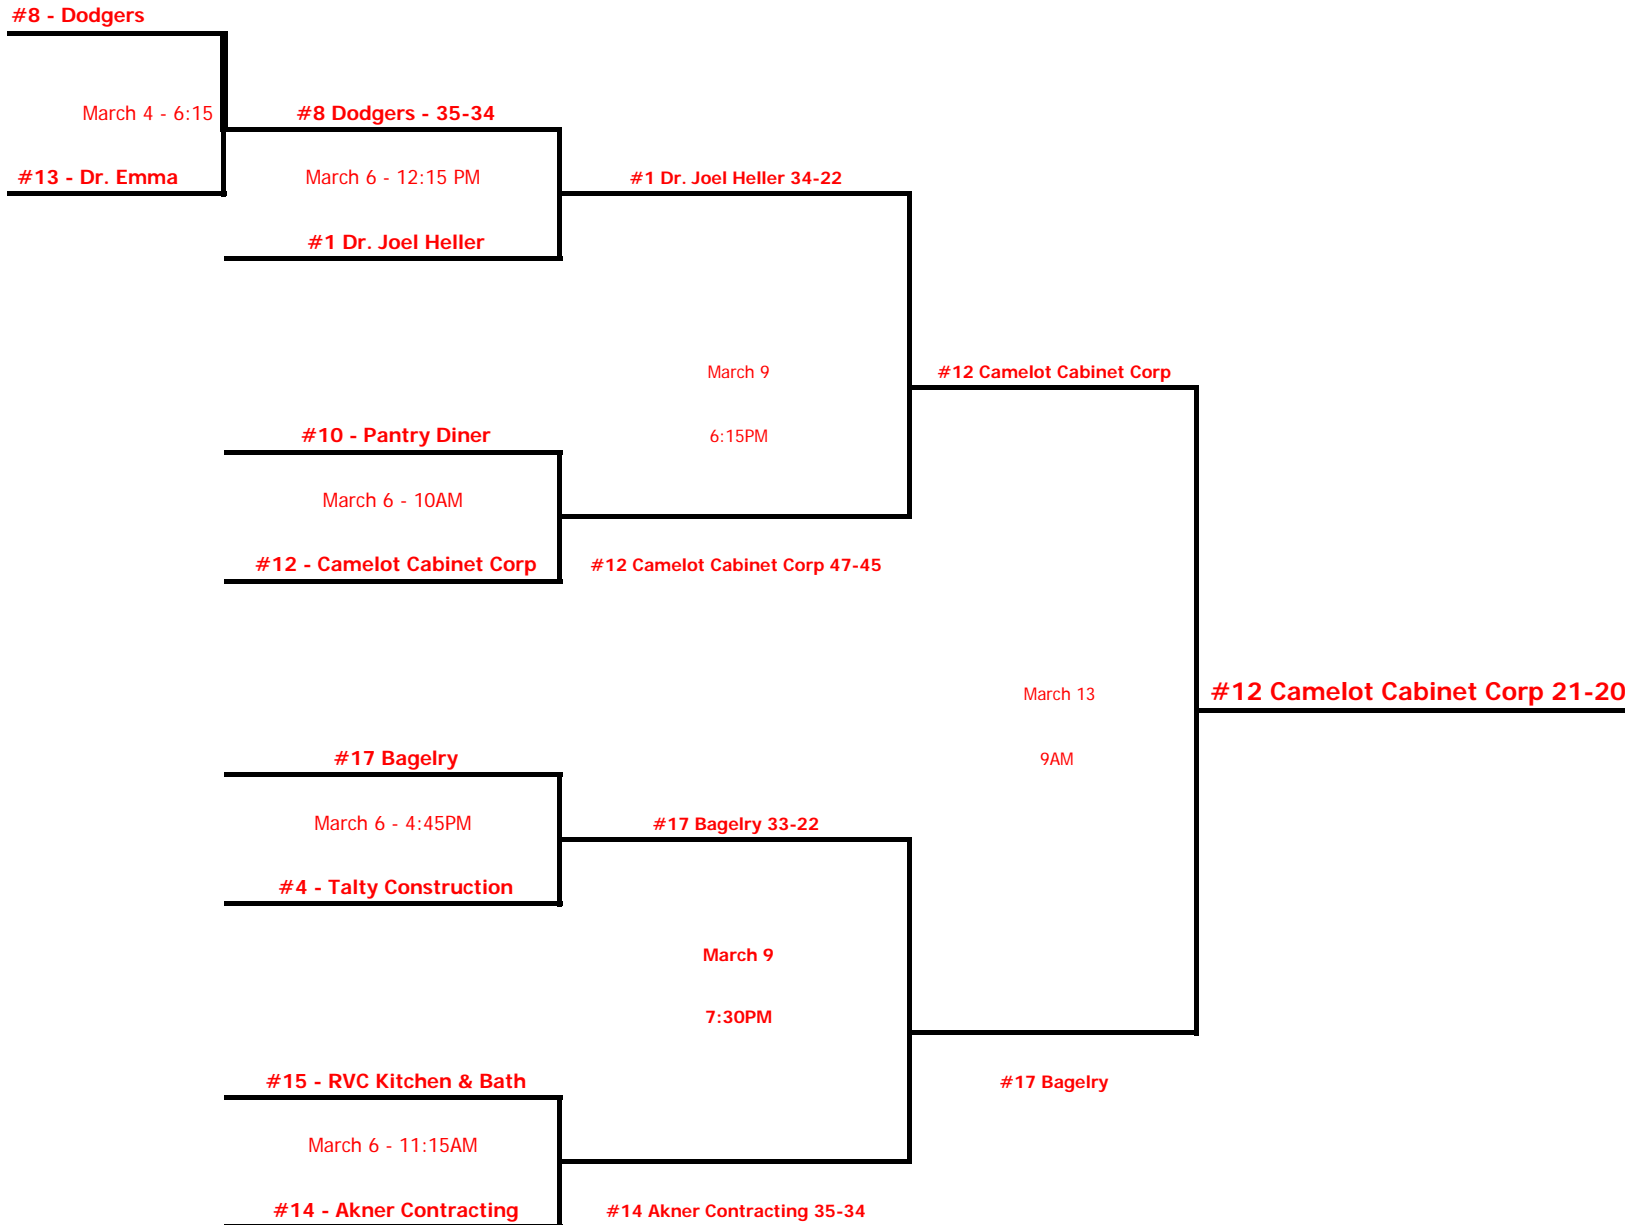 #8 - Dodgers
March 4 - 6:15
#8 Dodgers - 35-34
#13 - Dr. Emma
March 6 - 12:15 PM
#1 Dr. Joel Heller 34-22
#1 Dr. Joel Heller
March 9
#12 Camelot Cabinet Corp
#10 - Pantry Diner
6:15PM
March 6 - 10AM
#12 - Camelot Cabinet Corp
#12 Camelot Cabinet Corp 47-45
March 13
#12 Camelot Cabinet Corp 21-20
#17 Bagelry
9AM
March 6 - 4:45PM
#17 Bagelry 33-22
#4 - Talty Construction
March 9
7:30PM
#15 - RVC Kitchen & Bath
#17 Bagelry
March 6 - 11:15AM
#14 - Akner Contracting
#14 Akner Contracting 35-34